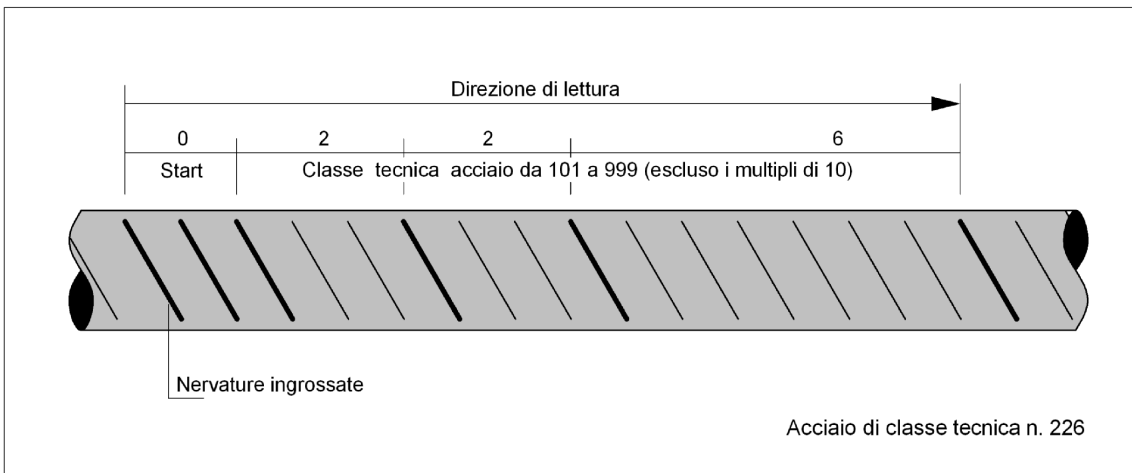 Direzione di lettura
0 2 2 6
Start Classe tecnica acciaio da 101 a 999 (escluso i multipli di 10)
Nervature ingrossate
Acciaio di classe tecnica n. 226